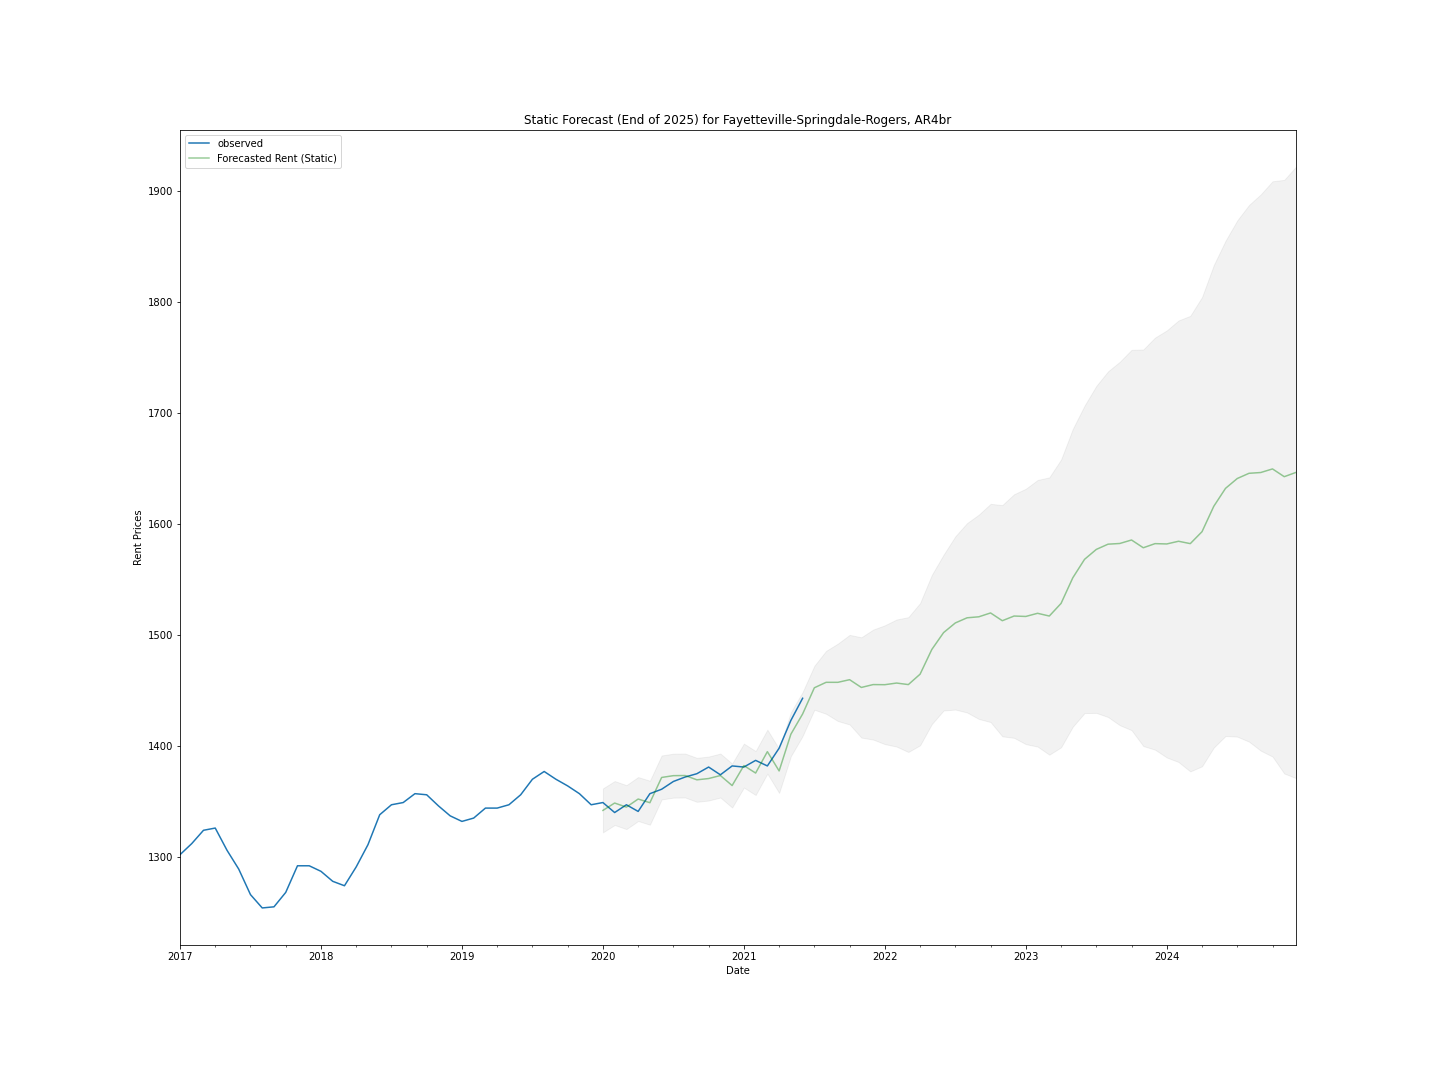 Static Forecast (End of 2025) for Fayetteville-Springdale-Rogers, AR4br
observed
Forecasted Rent (Static)
1900
1800
1700
1600
1500
1400
1300
Rent Prices
2017 2018 2019 2020 2021 2022 2023 2024
Date